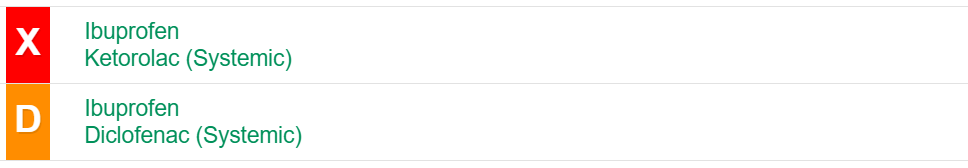 X
Ibuprofen
Ketorolac (Systemic)
D
Ibuprofen
Diclofenac (Systemic)